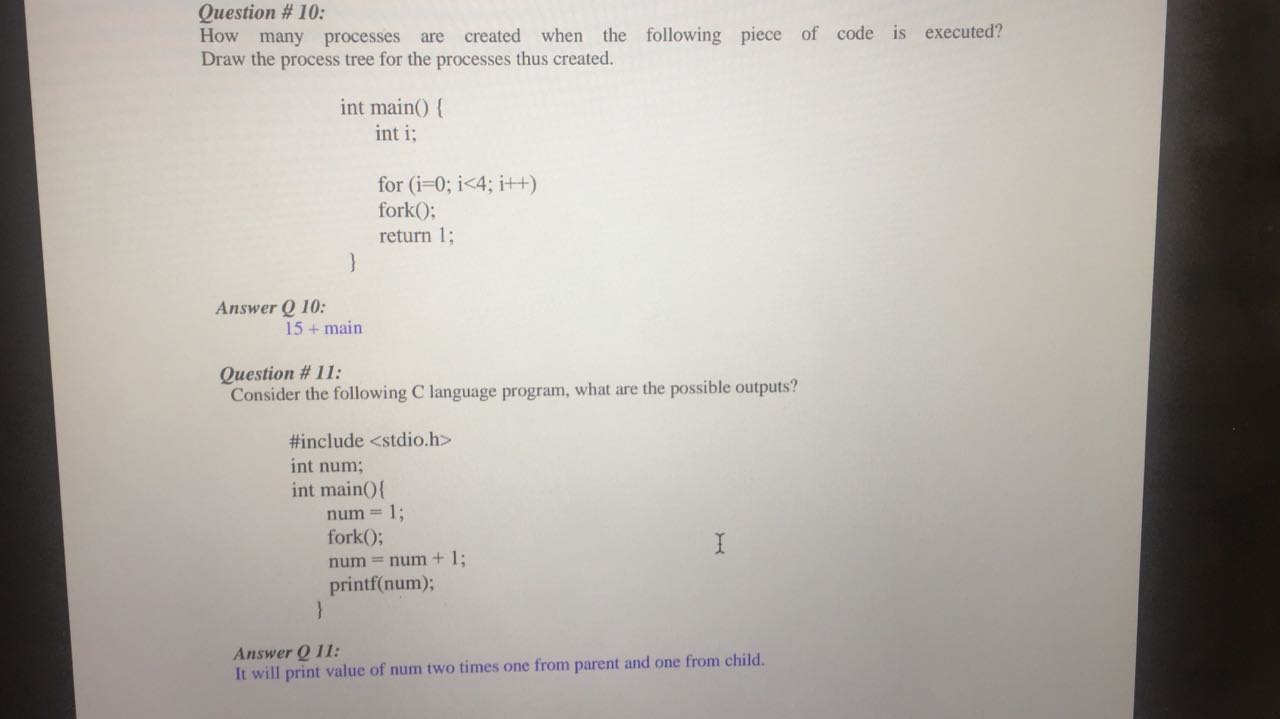 Question # 10:
How many processes are created when the following piece of code is executed?
Draw the process tree for the processes thus created.
int main() {
int i;
for (i=0; i<4; i++)
fork();
return 1;
}
Answer Q 10:
15 + main
Question # 11:
Consider the following C language program, what are the possible outputs?
#include <stdio.h>
int num;
int main(){
num = 1;
fork();
num = num + 1;
printf(num);
}
Answer Q 11:
It will print value of num two times one from parent and one from child.